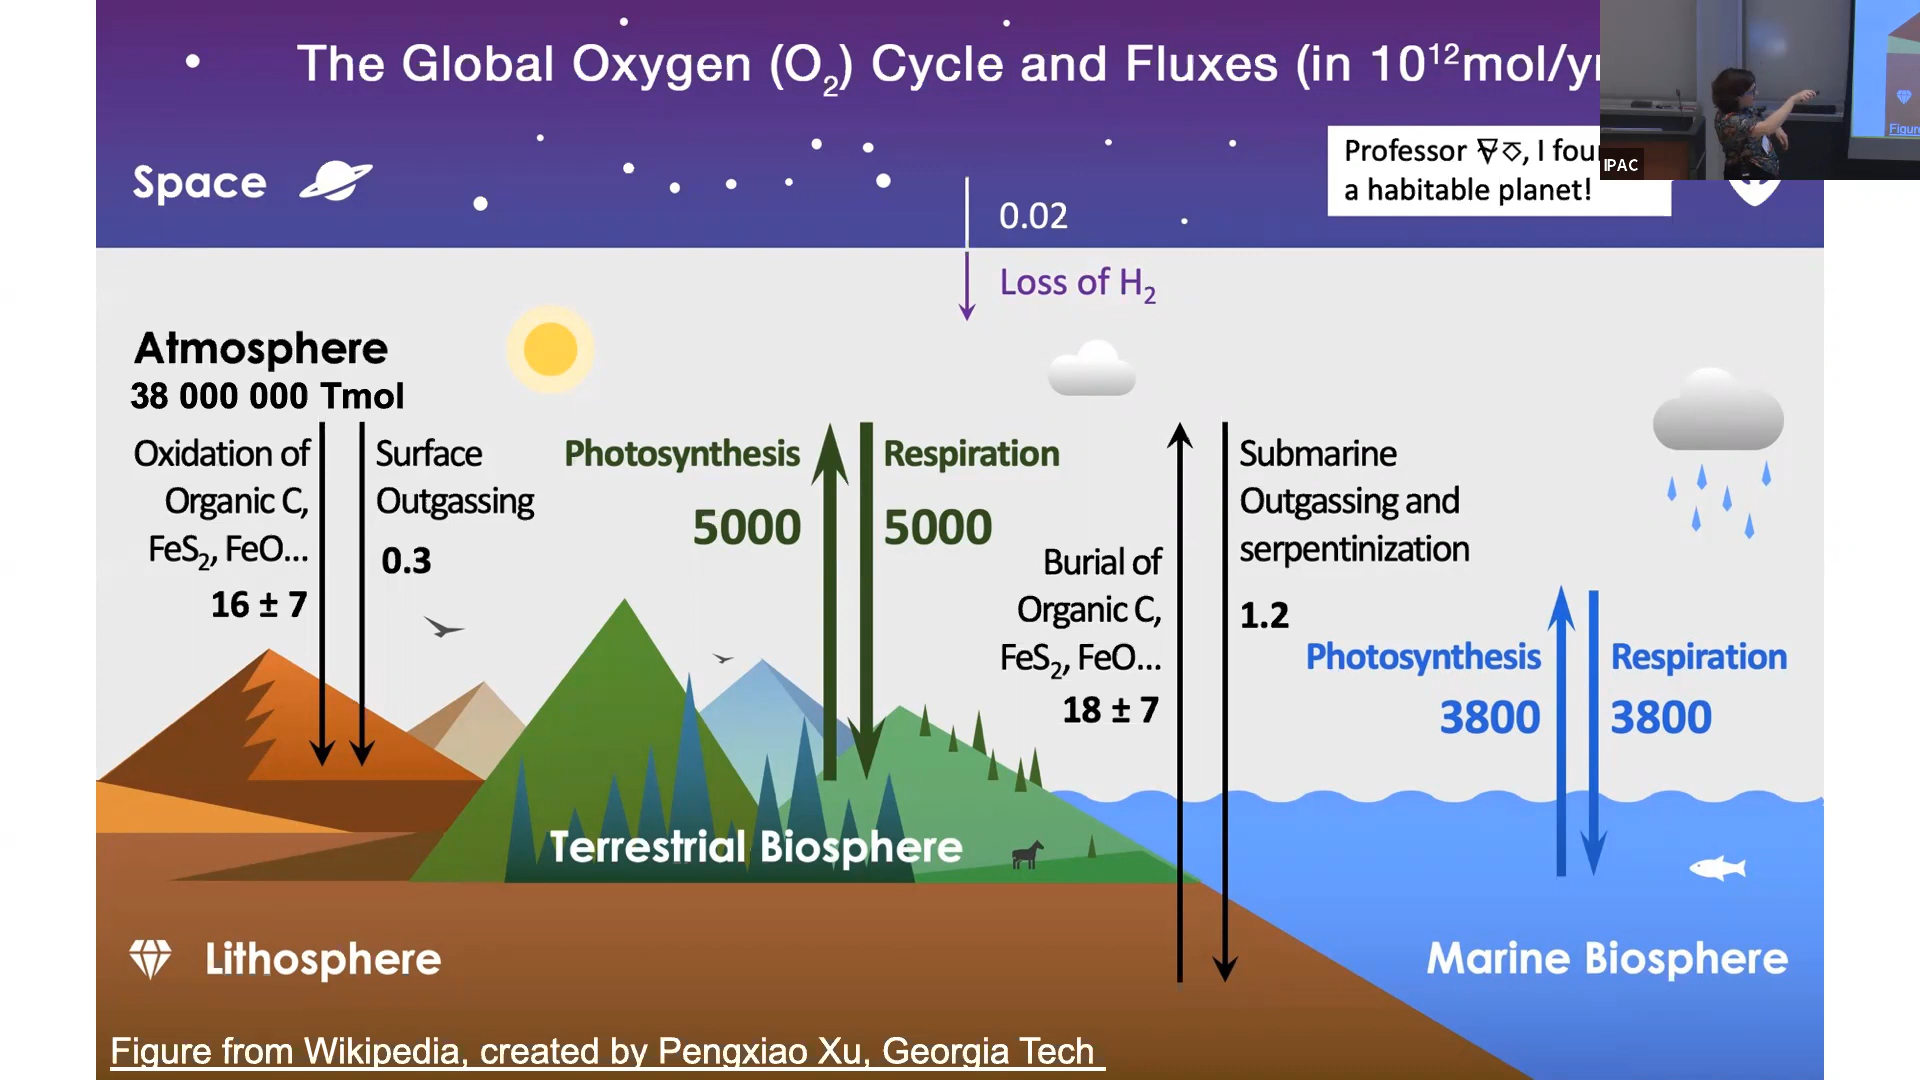 The Global Oxygen (O₂) Cycle and Fluxes (in 10¹²mol/y
Space
Professor
, I fou
a habitable planet!
IPAC
Figure
0.02
Loss of H₂
Atmosphere
38 000 000 Tmol
Oxidation of
Organic C,
FeS₂, FeO...
16 ± 7
Surface
Outgassing
0.3
Photosynthesis
5000
Respiration
5000
Burial of
Organic C,
FeS₂, FeO...
18 ± 7
Submarine
Outgassing and
serpentinization
1.2
Photosynthesis
3800
Respiration
3800
Terrestrial Biosphere
Lithosphere
Marine Biosphere
Figure from Wikipedia, created by Pengxiao Xu, Georgia Tech